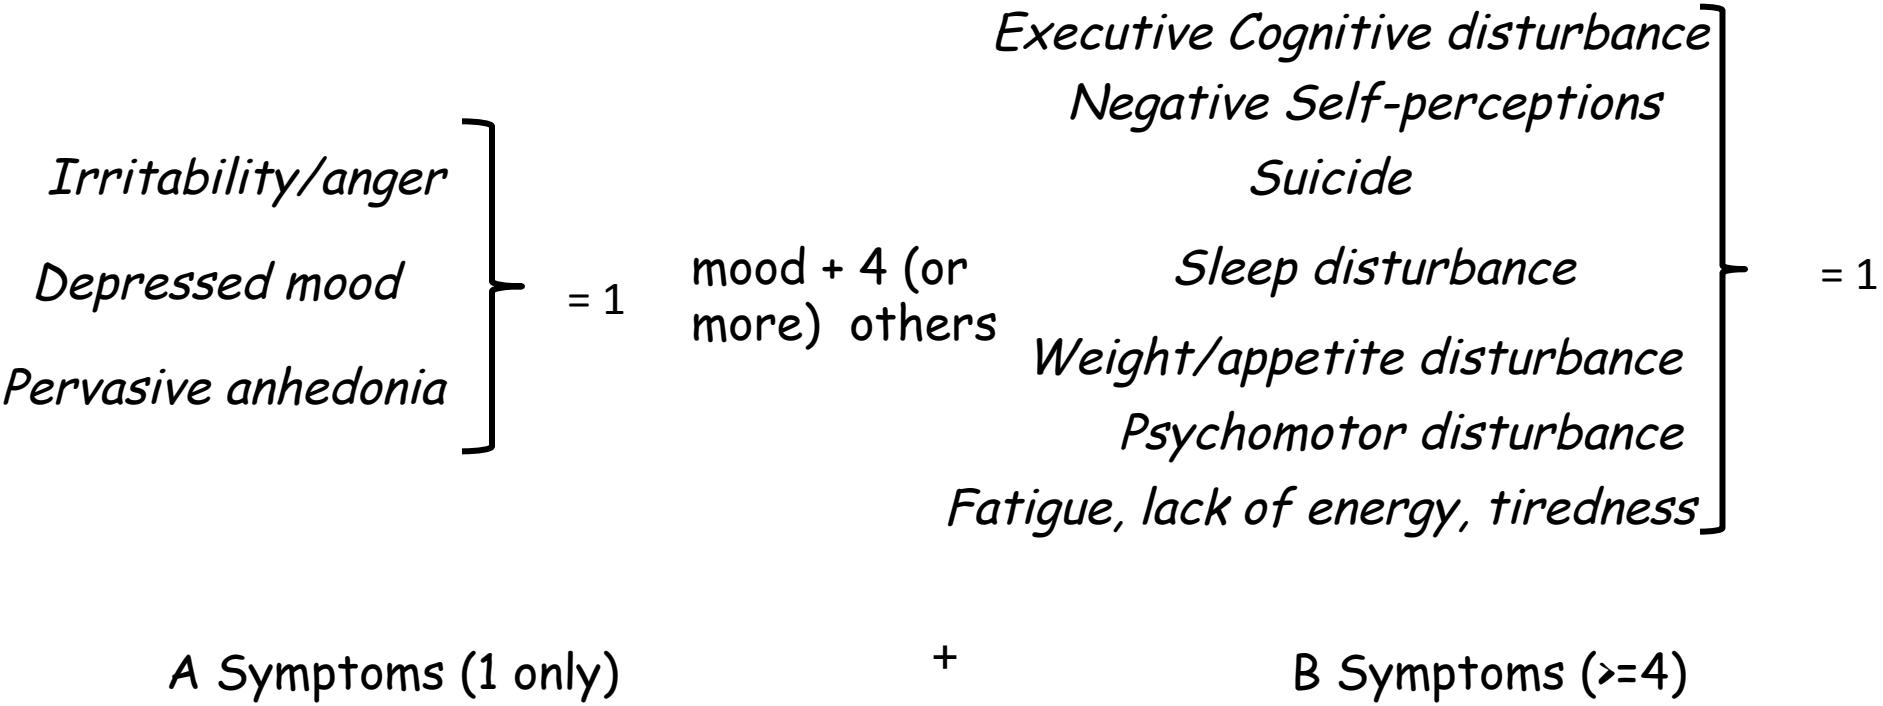 Irritability/anger
Depressed mood
Pervasive anhedonia
= 1
mood + 4 (or
more) others
Executive Cognitive disturbance
Negative Self-perceptions
Suicide
Sleep disturbance
Weight/appetite disturbance
Psychomotor disturbance
Fatigue, lack of energy, tiredness
= 1
A Symptoms (1 only)
+
B Symptoms (>=4)